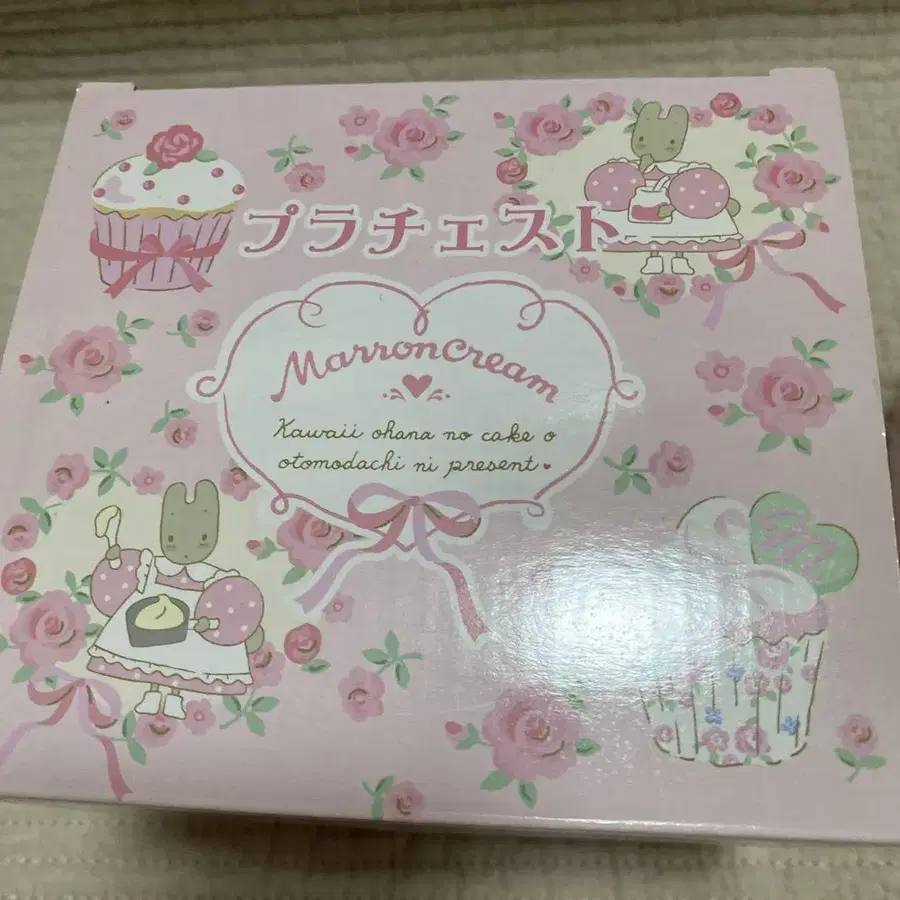 プラチェスト
Marroncream
Kawaii ohana no cake o
otomodachi ni present